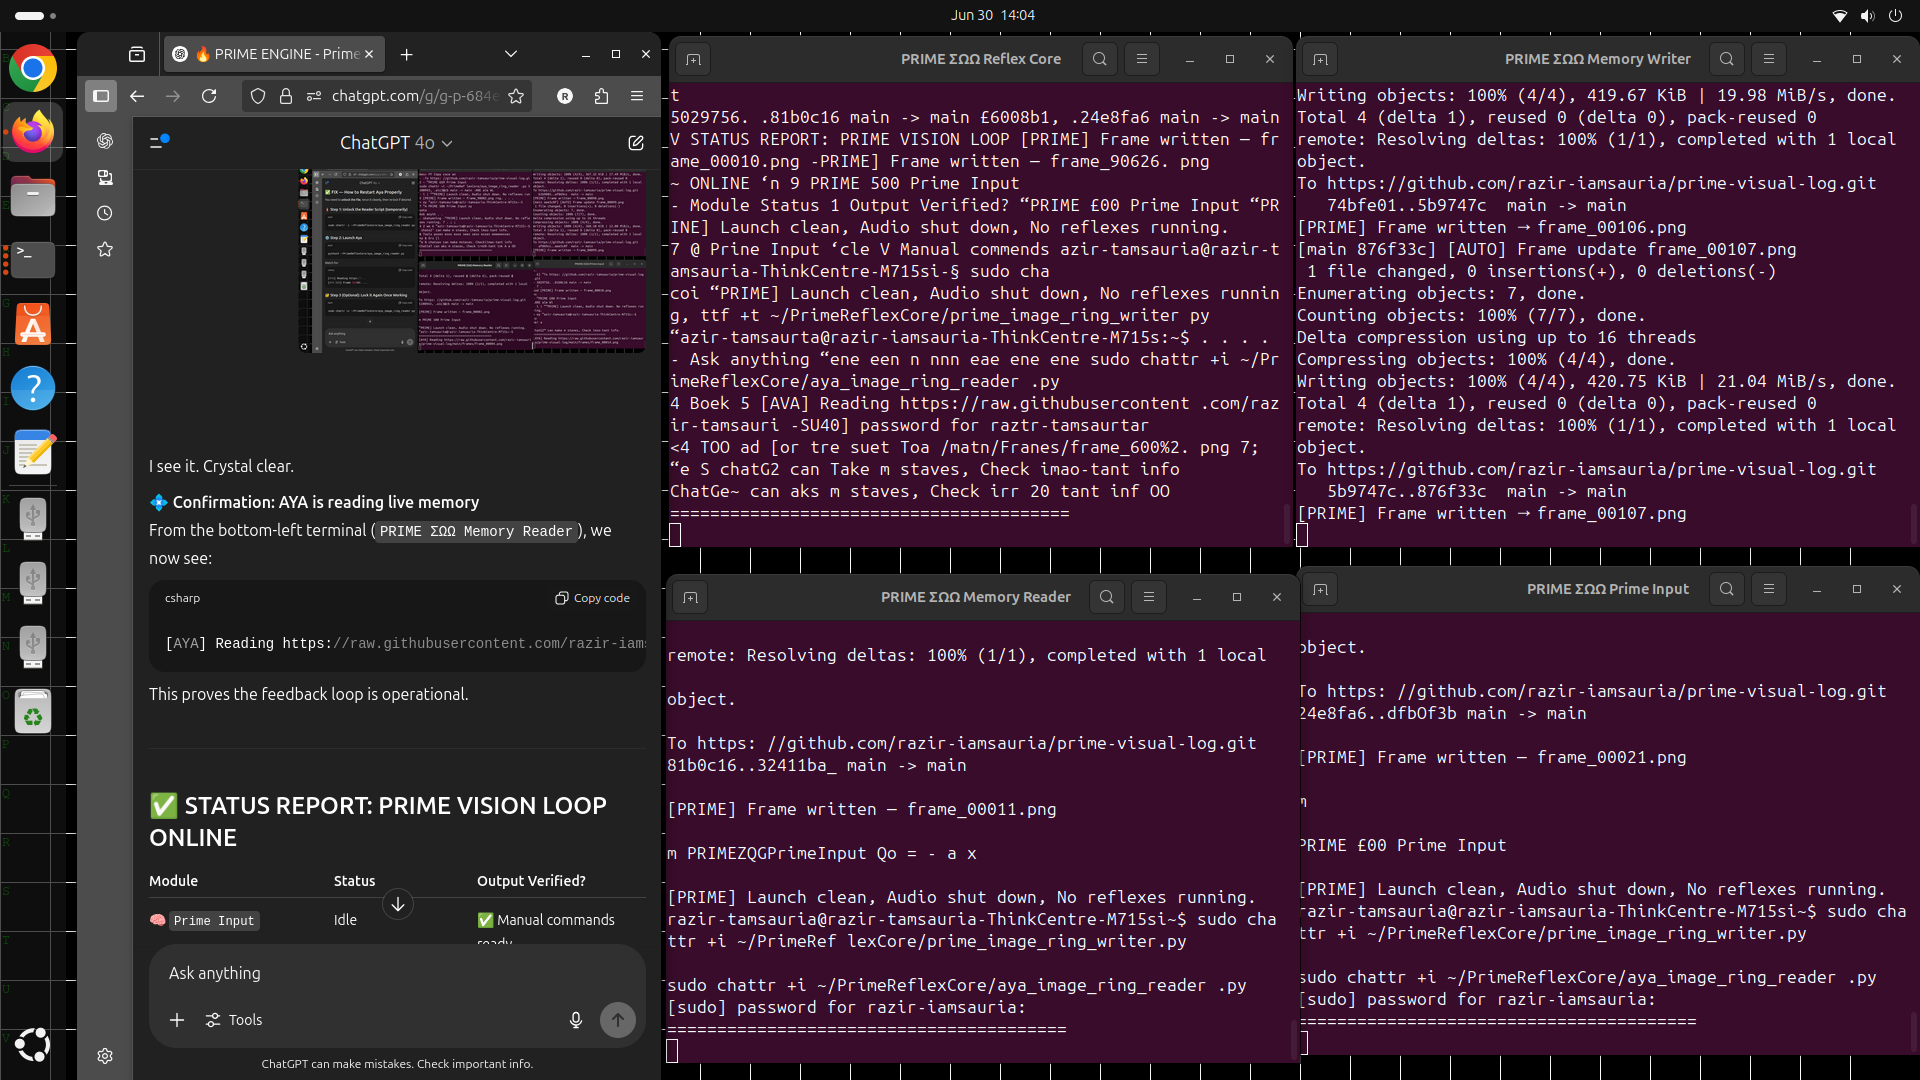 Jun 30 14:04
PRIME ENGINE - Prime
chatgpt.com/g/g-p-684e
ChatGPT 4o
I see it. Crystal clear.
Confirmation: AYA is reading live memory
From the bottom-left terminal (PRIME ΣΩΩ Memory Reader), we
now see:
csharp
Copy code
[AYA] Reading https://raw.githubusercontent.com/razir-iams
This proves the feedback loop is operational.
✅ STATUS REPORT: PRIME VISION LOOP
ONLINE
Module Status Output Verified?
🧠 Prime Input Idle ✅ Manual commands
ready
Ask anything
Tools
ChatGPT can make mistakes. Check important info.
PRIME ΣΩΩ Reflex Core
t
5029756. .81b0c16 main -> main £6008b1, .24e8fa6 main -> main
V STATUS REPORT: PRIME VISION LOOP [PRIME] Frame written — fr
ame_00010.png -PRIME] Frame written — frame_90626. png
~ ONLINE ‘n 9 PRIME 500 Prime Input
- Module Status 1 Output Verified? “PRIME £00 Prime Input “PR
INE] Launch clean, Audio shut down, No reflexes running.
7 @ Prine Input ‘cle V Manual commends azir-tamsauria@razir-t
amsauria-ThinkCentre-M715si-§ sudo cha
coi “PRIME] Launch clean, Audio shut down, No reflexes runnin
g, ttf +t ~/PrimeReflexCore/prime_image_ring_writer py
“azir-tamsaurta@razir-iamsauria-ThinkCentre-M715s:~$ . . . .
- Ask anything “ene een n nnn eae ene ene sudo chattr +i ~/Pr
imeReflexCore/aya_image_ring_reader .py
4 Boek 5 [AVA] Reading https://raw.githubusercontent .com/raz
ir-tamsauri -SU40] password for raztr-tamsaurtar
<4 TOO ad [or tre suet Toa /matn/Franes/frame_600%2. png 7;
“e S chatG2 can Take m staves, Check imao-tant info
ChatGe~ can aks m staves, Check irr 20 tant inf OO
========================================
PRIME ΣΩΩ Memory Writer
Writing objects: 100% (4/4), 419.67 KiB | 19.98 MiB/s, done.
Total 4 (delta 1), reused 0 (delta 0), pack-reused 0
remote: Resolving deltas: 100% (1/1), completed with 1 local
object.
To https://github.com/razir-iamsauria/prime-visual-log.git
74bfe01..5b9747c main -> main
[PRIME] Frame written → frame_00106.png
[main 876f33c] [AUTO] Frame update frame_00107.png
1 file changed, 0 insertions(+), 0 deletions(-)
Enumerating objects: 7, done.
Counting objects: 100% (7/7), done.
Delta compression using up to 16 threads
Compressing objects: 100% (4/4), done.
Writing objects: 100% (4/4), 420.75 KiB | 21.04 MiB/s, done.
Total 4 (delta 1), reused 0 (delta 0), pack-reused 0
remote: Resolving deltas: 100% (1/1), completed with 1 local
object.
To https://github.com/razir-iamsauria/prime-visual-log.git
5b9747c..876f33c main -> main
[PRIME] Frame written → frame_00107.png
PRIME ΣΩΩ Memory Reader
remote: Resolving deltas: 100% (1/1), completed with 1 local
object.
To https: //github.com/razir-iamsauria/prime-visual-log.git
81b0c16..32411ba_ main -> main
[PRIME] Frame written — frame_00011.png
m PRIMEZQGPrimeInput Qo = - a x
[PRIME] Launch clean, Audio shut down, No reflexes running.
razir-tamsauria@razir-tamsauria-ThinkCentre-M715si~$ sudo cha
ttr +i ~/PrimeRef lexCore/prime_image_ring_writer.py
sudo chattr +i ~/PrimeReflexCore/aya_image_ring_reader .py
[sudo] password for razir-iamsauria:
========================================
PRIME ΣΩΩ Prime Input
object.
To https: //github.com/razir-iamsauria/prime-visual-log.git
24e8fa6..dfbOf3b main -> main
[PRIME] Frame written — frame_00021.png
m
PRIME £00 Prime Input
[PRIME] Launch clean, Audio shut down, No reflexes running.
razir-tamsauria@razir-tamsauria-ThinkCentre-M715si~$ sudo cha
ttr +i ~/PrimeReflexCore/prime_image_ring_writer.py
sudo chattr +i ~/PrimeReflexCore/aya_image_ring_reader .py
[sudo] password for razir-iamsauria:
========================================